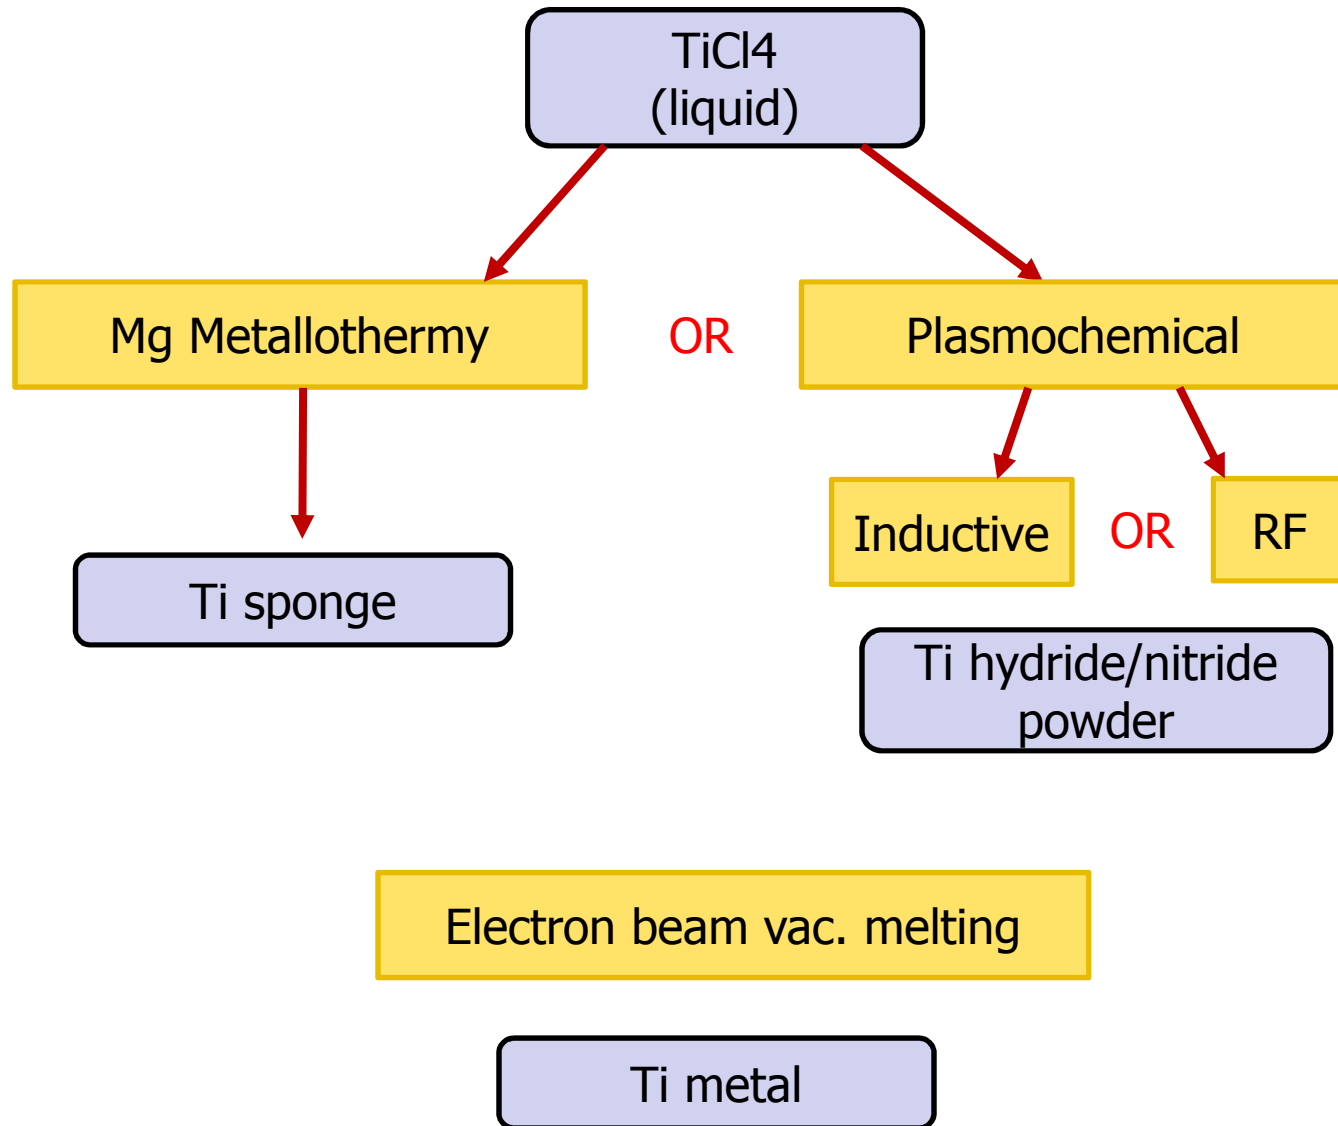 TiCl4
(liquid)
Mg Metallothermy
OR
Plasmochemical
Inductive
OR
RF
Ti sponge
Ti hydride/nitride
powder
Electron beam vac. melting
Ti metal